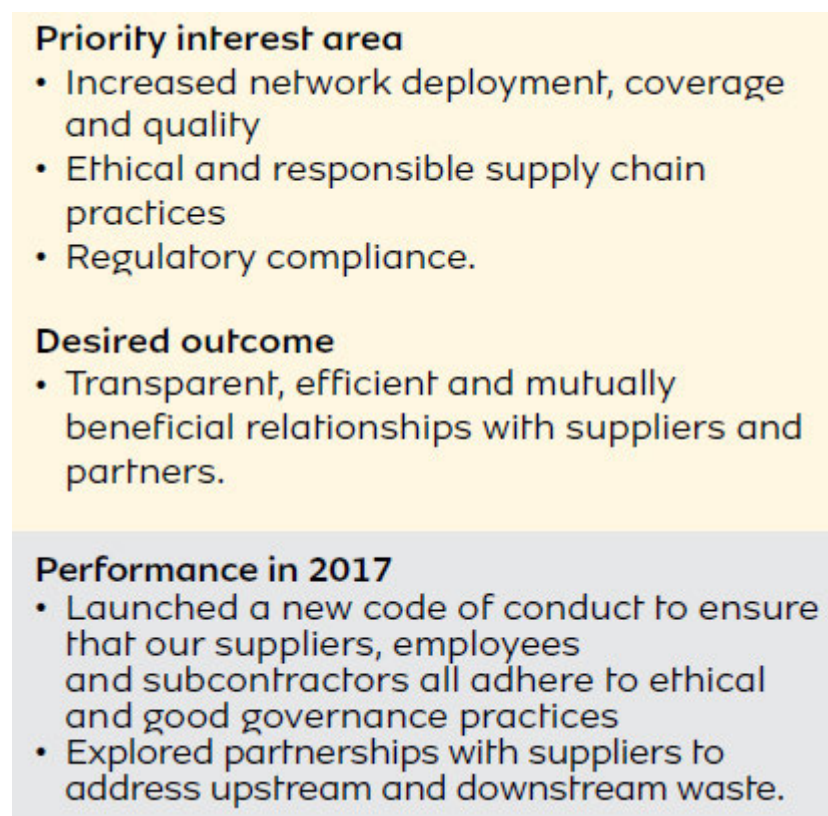 Priority interest area
• Increased network deployment, coverage
and quality
• Ethical and responsible supply chain
practices
• Regulatory compliance.
Desired outcome
• Transparent, efficient and mutually
beneficial relationships with suppliers and
partners.
Performance in 2017
• Launched a new code of conduct to ensure
that our suppliers, employees
and subcontractors all adhere to ethical
and good governance practices
• Explored partnerships with suppliers to
address upstream and downstream waste.